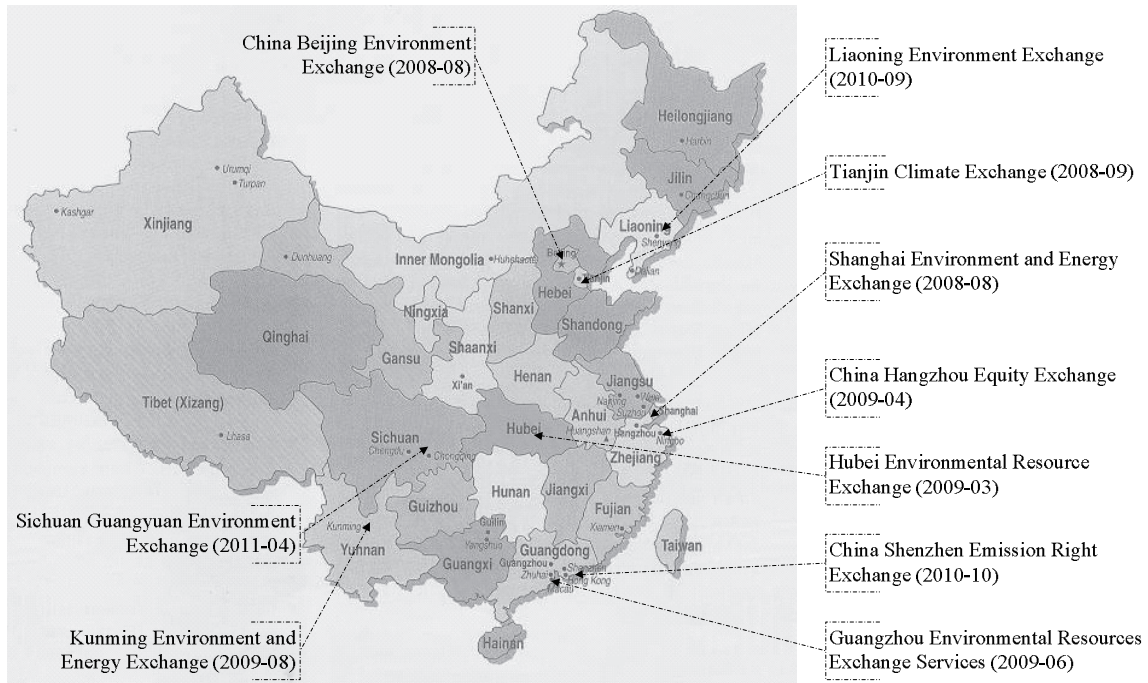 China Beijing Environment
Exchange (2008-08)
Liaoning Environment Exchange
(2010-09)
Heilongjiang
Harbin
Tianjin Climate Exchange (2008-09)
Jilin
Changchun
Urumqi
Turpan
Kashgar
Xinjiang
Liaoning
Shenyang
Dunhuang
Inner Mongolia
Huhehaote
Beijing
Dalian
Tianjin
Shanghai Environment and Energy
Exchange (2008-08)
Hebei
Ningxia
Shanxi
Shandong
Qinghai
Gansu
Shaanxi
Xi'an
Henan
Jiangsu
China Hangzhou Equity Exchange
(2009-04)
Nanjing
Wuxi
Suzhou
Shanghai
Tibet (Xizang)
Lhasa
Anhui
Huangshan
Hubei
Hangzhou
Ningbo
Sichuan
Chengdu
Chongqing
Zhejiang
Hubei Environmental Resource
Exchange (2009-03)
Hunan
Jiangxi
Guizhou
Fujian
Sichuan Guangyuan Environment
Exchange (2011-04)
Kunming
Yunnan
Guilin
Yangshuo
Xiamen
Taiwan
Guangxi
Guangdong
Guangzhou
Shenzhen
Zhuhai
Hong Kong
Macau
China Shenzhen Emission Right
Exchange (2010-10)
Kunming Environment and
Energy Exchange (2009-08)
Hainan
Guangzhou Environmental Resources
Exchange Services (2009-06)